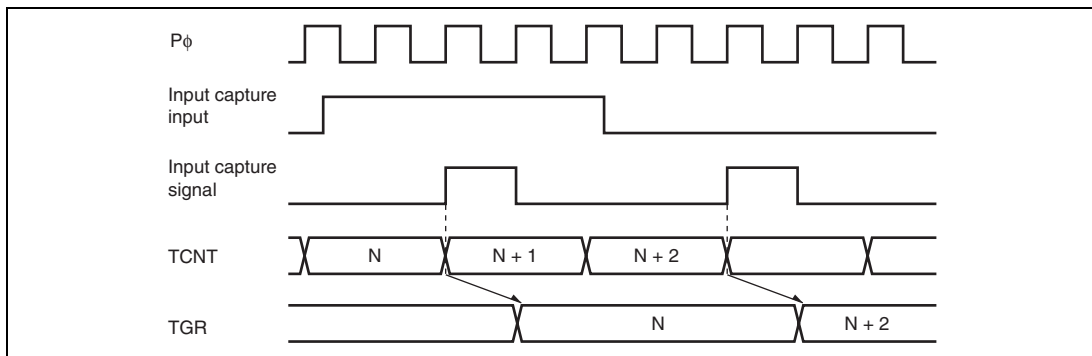 Pφ
Input capture
input
Input capture
signal
TCNT N N + 1 N + 2
TGR N N + 2